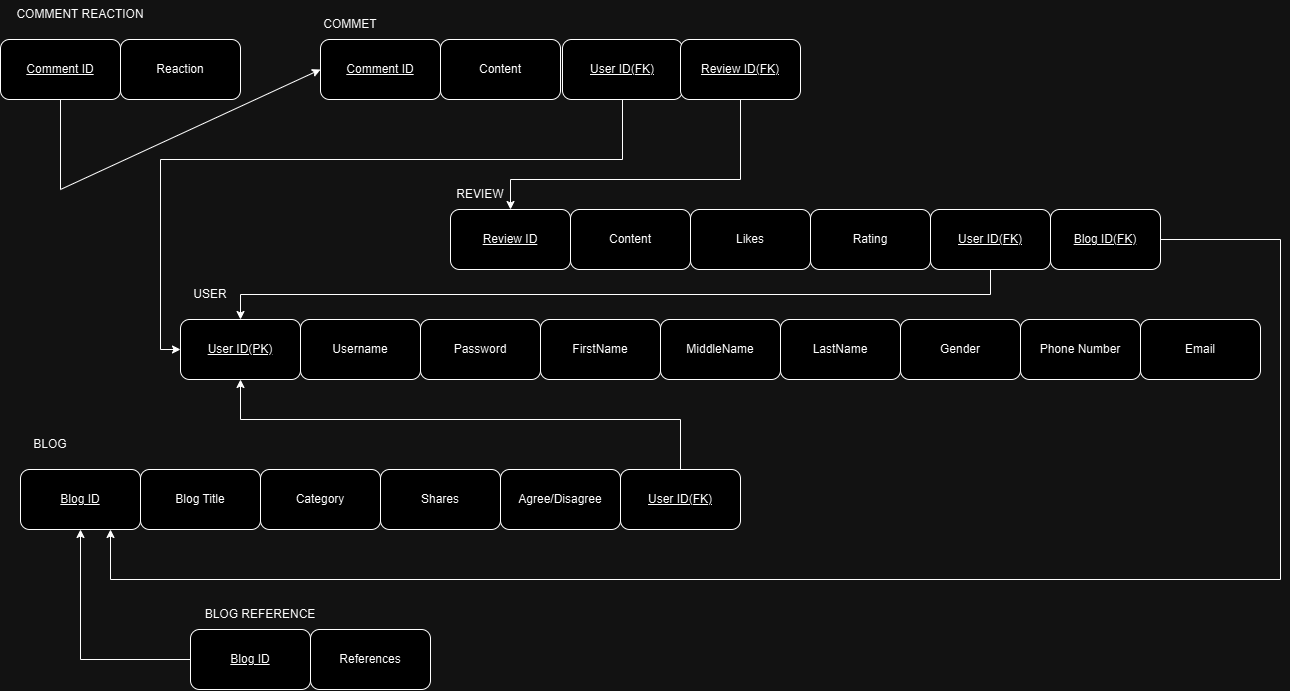 COMMENT REACTION
Comment ID
Reaction
COMMET
Comment ID
Content
User ID(FK)
Review ID(FK)
REVIEW
Review ID
Content
Likes
Rating
User ID(FK)
Blog ID(FK)
USER
User ID(PK)
Username
Password
FirstName
MiddleName
LastName
Gender
Phone Number
Email
BLOG
Blog ID
Blog Title
Category
Shares
Agree/Disagree
User ID(FK)
BLOG REFERENCE
Blog ID
References